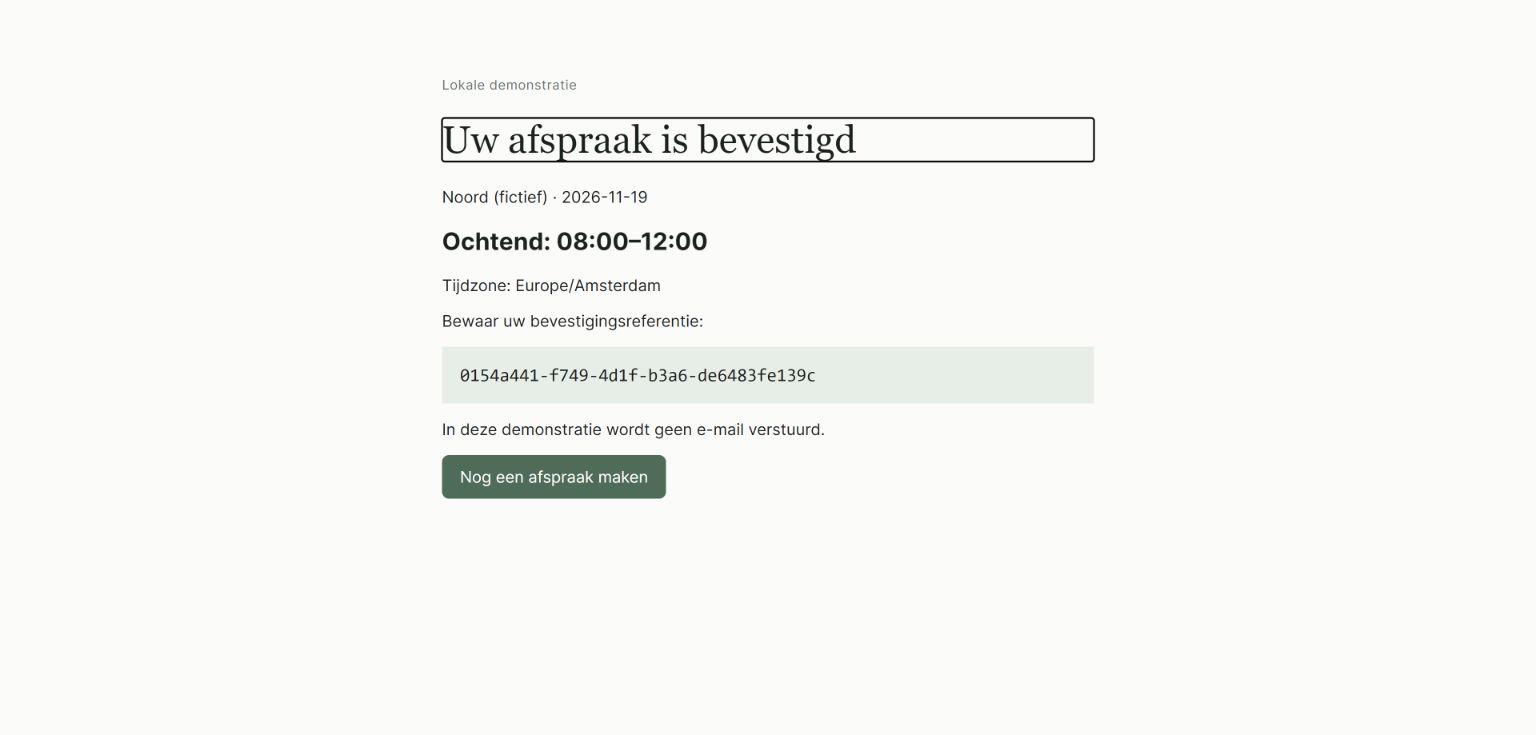 Lokale demonstratie
Uw afspraak is bevestigd
Noord (fictief) · 2026-11-19
Ochtend: 08:00–12:00
Tijdzone: Europe/Amsterdam
Bewaar uw bevestigingsreferentie:
0154a441-f749-4d1f-b3a6-de6483fe139c
In deze demonstratie wordt geen e-mail verstuurd.
Nog een afspraak maken